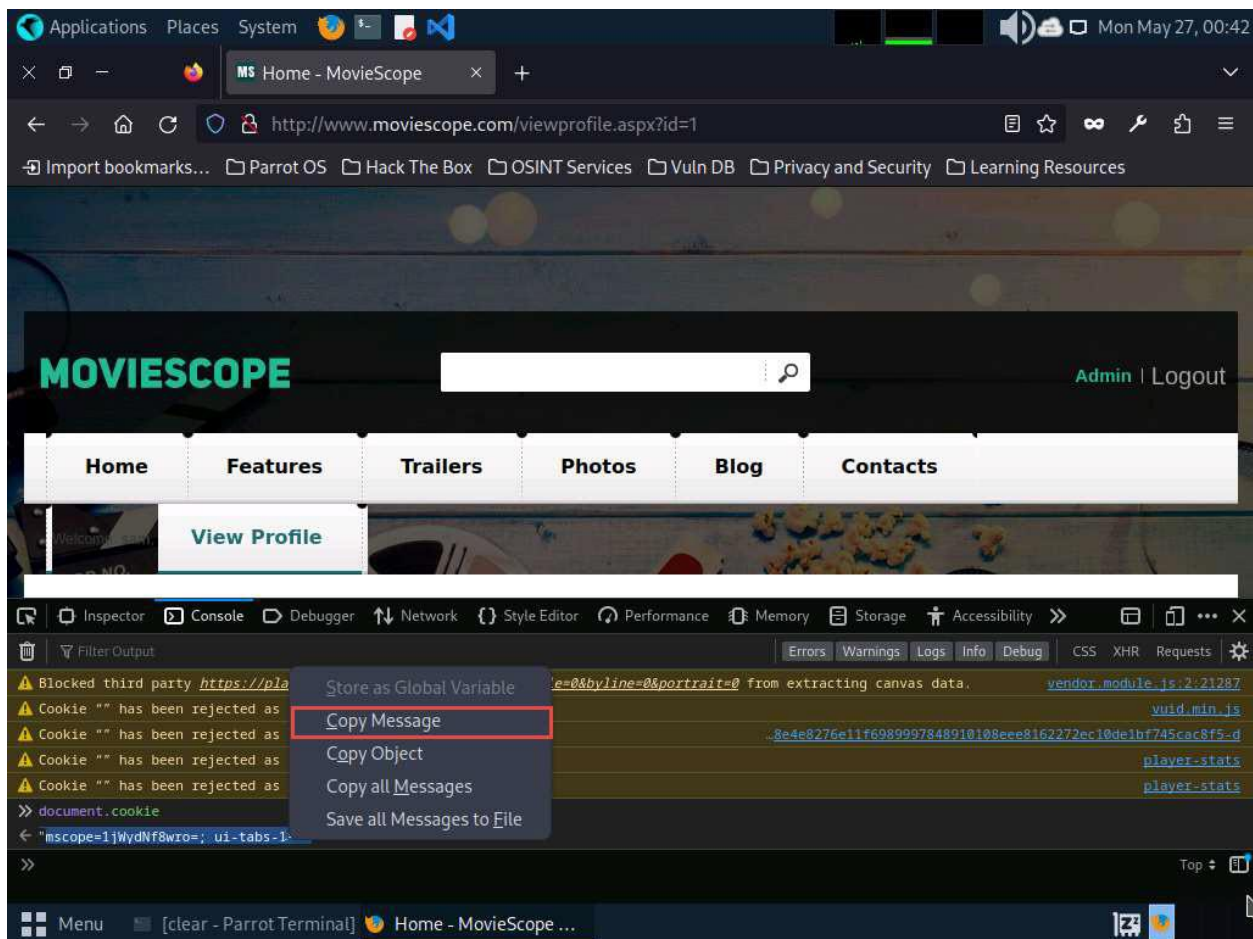 Applications Places System Mon May 27, 00:42
MS Home - MovieScope
http://www.moviescope.com/viewprofile.aspx?id=1
Import bookmarks... Parrot OS Hack The Box OSINT Services Vuln DB Privacy and Security Learning Resources
MOVIESCOPE
Admin | Logout
Home Features Trailers Photos Blog Contacts
Welcome, sam, View Profile
Inspector Console Debugger Network Style Editor Performance Memory Storage Accessibility
Filter Output Errors Warnings Logs Info Debug CSS XHR Requests
Blocked third party https://pla e=0&byline=0&portrait=0 from extracting canvas data. vendor.module.js:2:21287
Store as Global Variable
Cookie "" has been rejected as vuid.min.js
Copy Message
Cookie "" has been rejected as
Copy Object
Cookie "" has been rejected as player-stats
Copy all Messages
Cookie "" has been rejected as player-stats
Save all Messages to File
>> document.cookie
"mscope=1jWydNf8wro=; ui-tabs-1
>> Top
Menu [clear - Parrot Terminal] Home - MovieScope ...